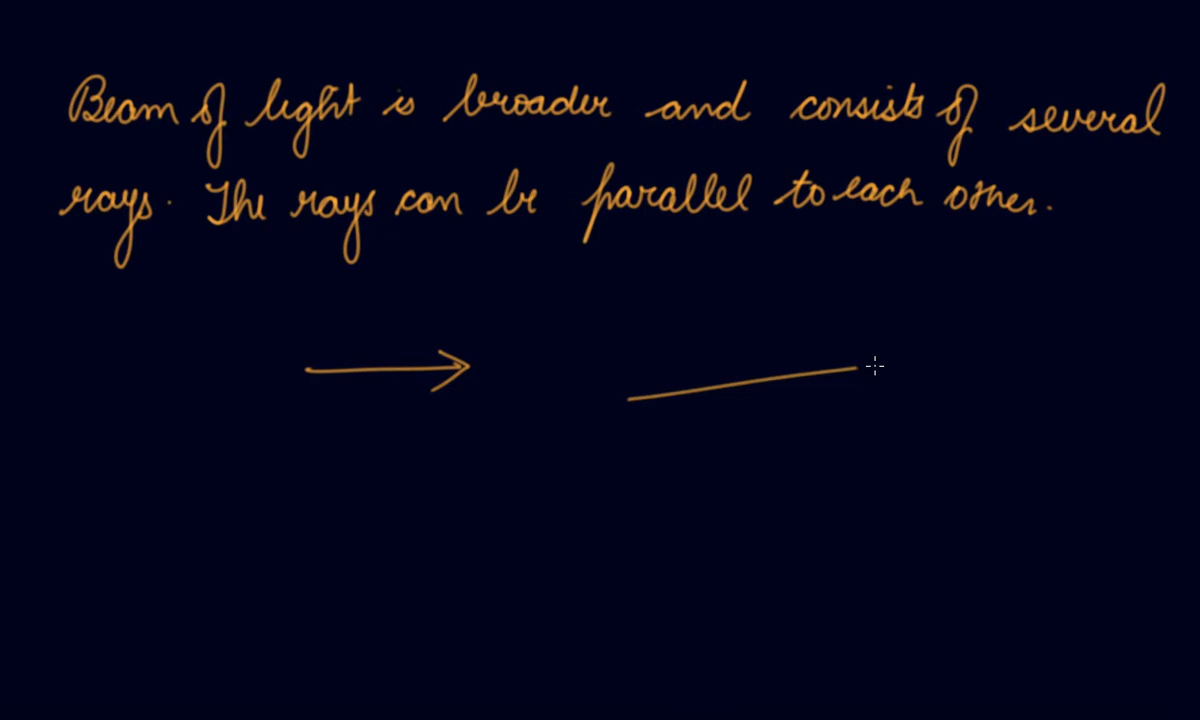 Beam of light is broader and consists of several
rays. The rays can be parallel to each other.